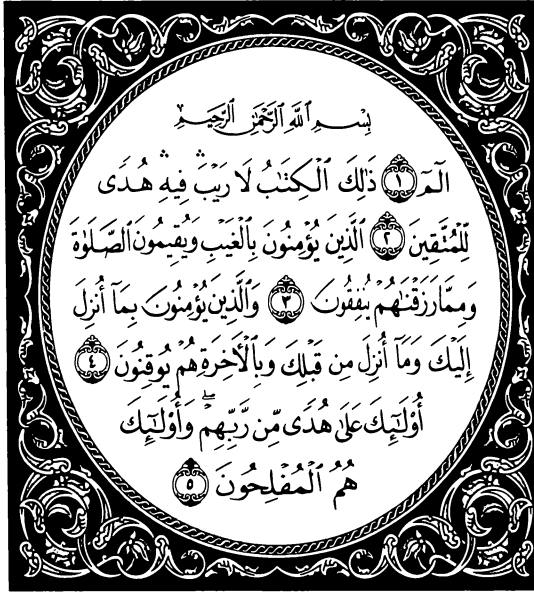 بِسْمِ ٱللَّهِ ٱلرَّحْمَٰنِ ٱلرَّحِيمِ
الٓمٓ ١ ذَٰلِكَ ٱلْكِتَٰبُ لَا رَيْبَۛ فِيهِۛ هُدًى
لِّلْمُتَّقِينَ ٢ ٱلَّذِينَ يُؤْمِنُونَ بِٱلْغَيْبِ وَيُقِيمُونَ ٱلصَّلَوٰةَ
وَمِمَّا رَزَقْنَٰهُمْ يُنفِقُونَ ٣ وَٱلَّذِينَ يُؤْمِنُونَ بِمَآ أُنزِلَ
إِلَيْكَ وَمَآ أُنزِلَ مِن قَبْلِكَ وَبِٱلْأَخِرَةِ هُمْ يُوقِنُونَ ٤
أُو۟لَٰٓئِكَ عَلَىٰ هُدًى مِّن رَّبِّهِمْۖ وَأُو۟لَٰٓئِكَ
هُمُ ٱلْمُفْلِحُونَ ٥